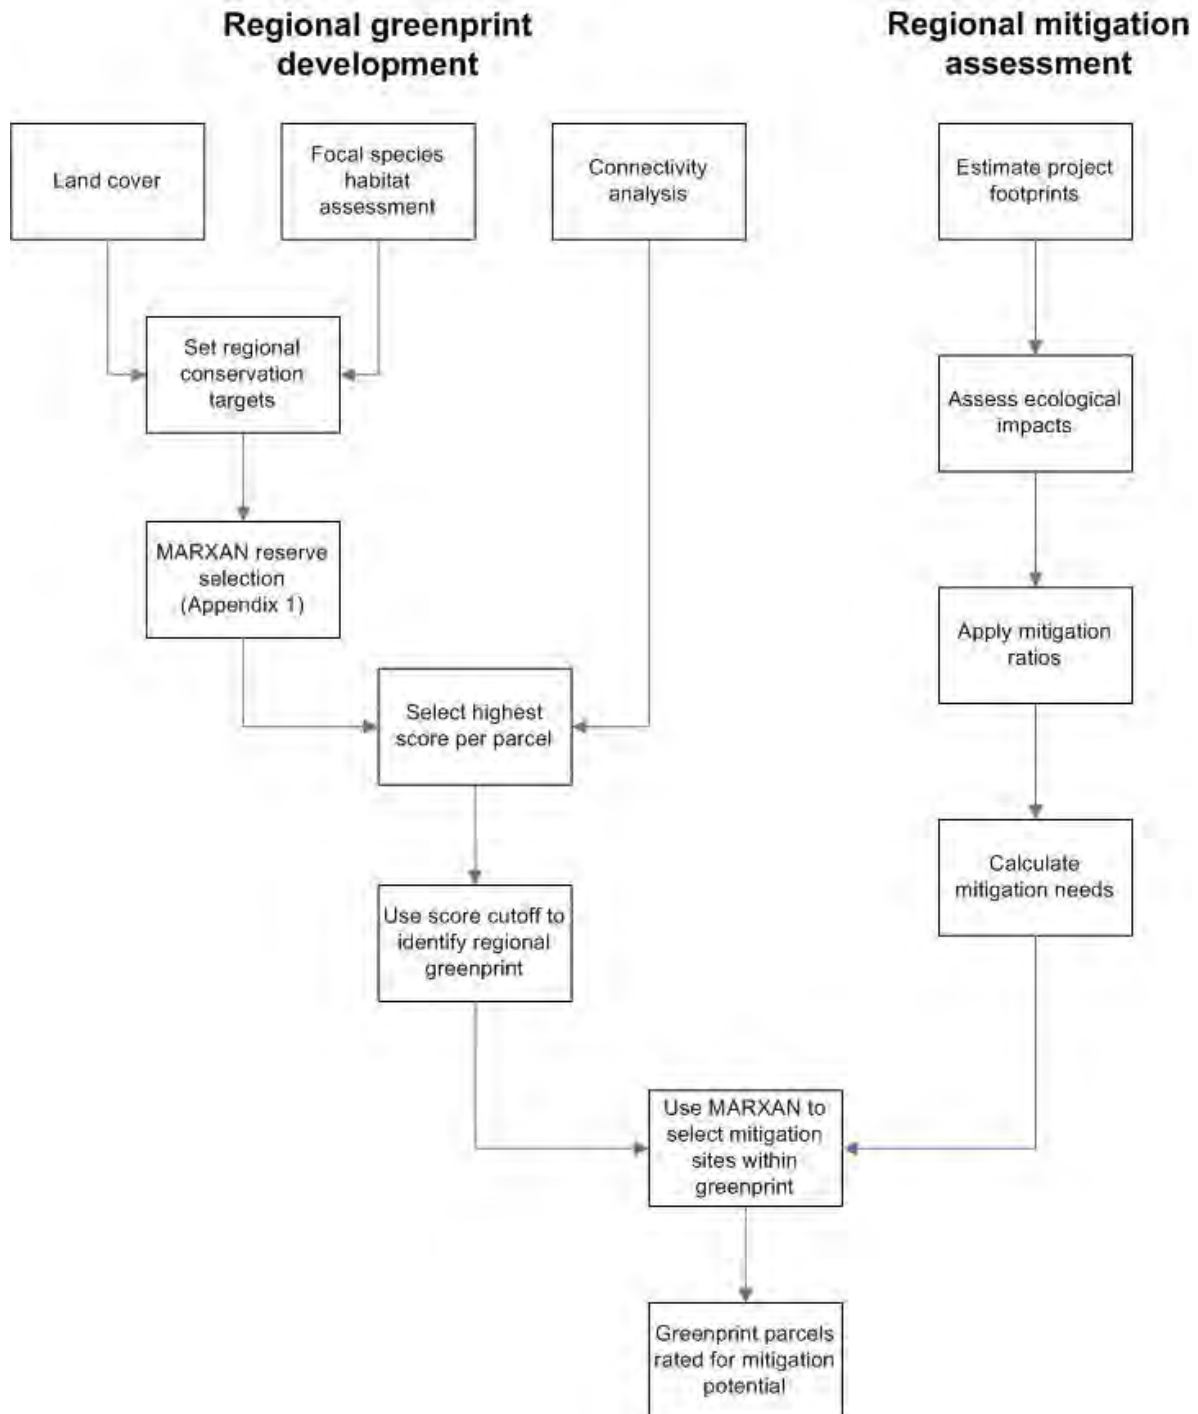 Regional greenprint
development
Regional mitigation
assessment
Land cover
Focal species
habitat
assessment
Connectivity
analysis
Estimate project
footprints
Set regional
conservation
targets
Assess ecological
impacts
MARXAN reserve
selection
(Appendix 1)
Apply mitigation
ratios
Select highest
score per parcel
Calculate
mitigation needs
Use score cutoff to
identify regional
greenprint
Use MARXAN to
select mitigation
sites within
greenprint
Greenprint parcels
rated for mitigation
potential